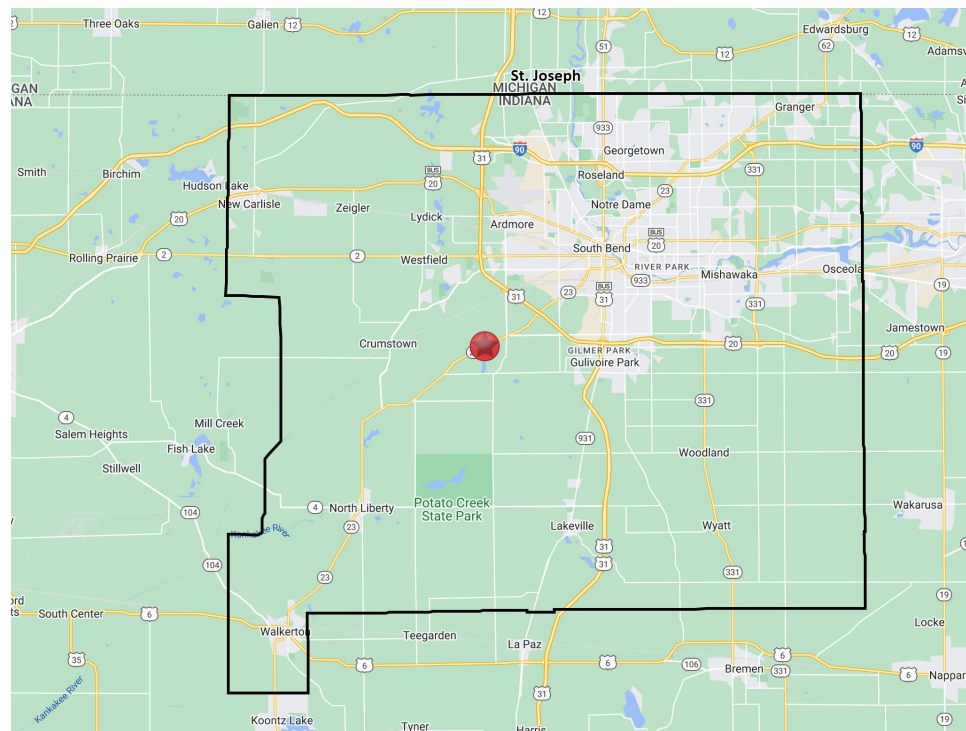 12
Three Oaks
Galien
12
12
Edwardsburg
51
62
12
12
Adamsv
St. Joseph
MICHIGAN
INDIANA
GAN
ANA
Granger
933
Georgetown
31
90
90
Smith
Birchim
BUS
20
Roseland
331
Hudson Lake
New Carlisle
23
20
Zeigler
Lydick
Notre Dame
Ardmore
BUS
20
South Bend
Rolling Prairie
2
2
Westfield
RIVER PARK
Mishawaka
Osceola
933
19
BUS
31
23
31
331
Crumstown
Jamestown
GILMER PARK
Gulivoire Park
20
20
19
331
4
Salem Heights
Mill Creek
931
Fish Lake
Woodland
Stillwell
Potato Creek
State Park
North Liberty
4
104
23
Kankakee River
Lakeville
Wyatt
Wakarusa
31
31
104
23
331
19
South Center
6
Walkerton
Teegarden
La Paz
Locke
35
6
6
106
6
Bremen
331
6
Nappan
Kankakee River
31
Koontz Lake
Tyner
Harris
19